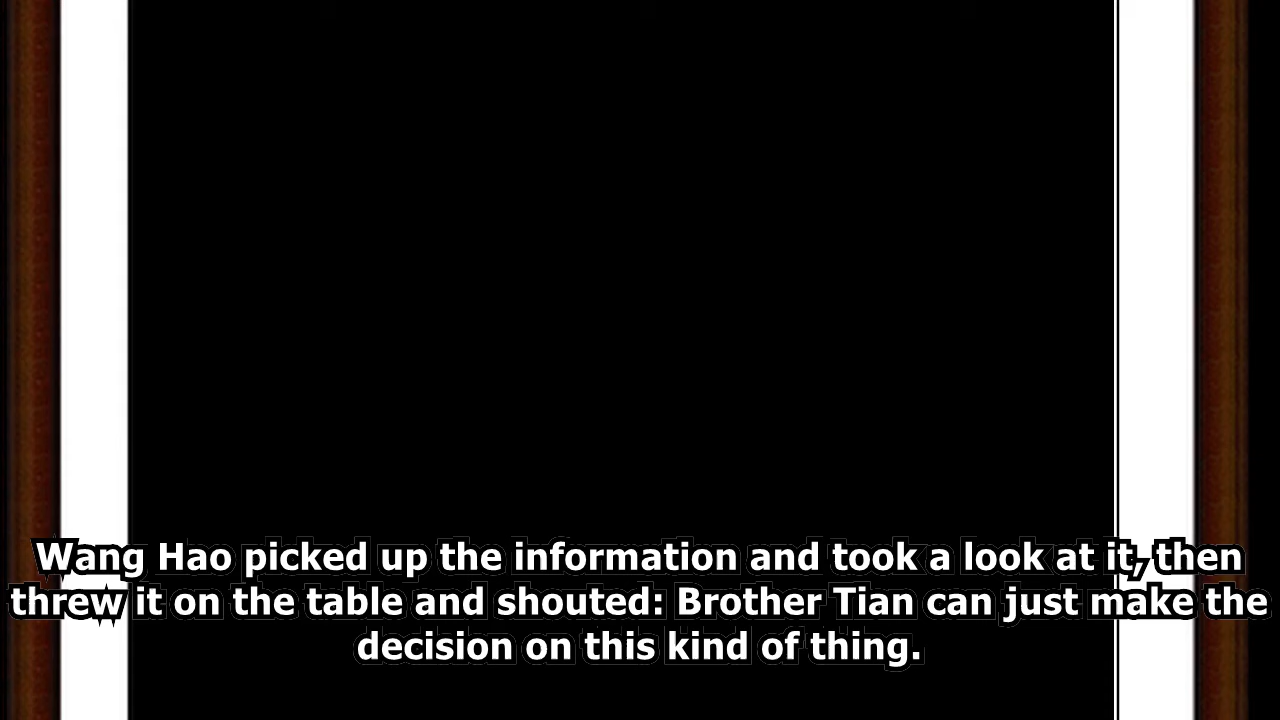 Wang Hao picked up the information and took a look at it, then
threw it on the table and shouted: Brother Tian can just make the
decision on this kind of thing.